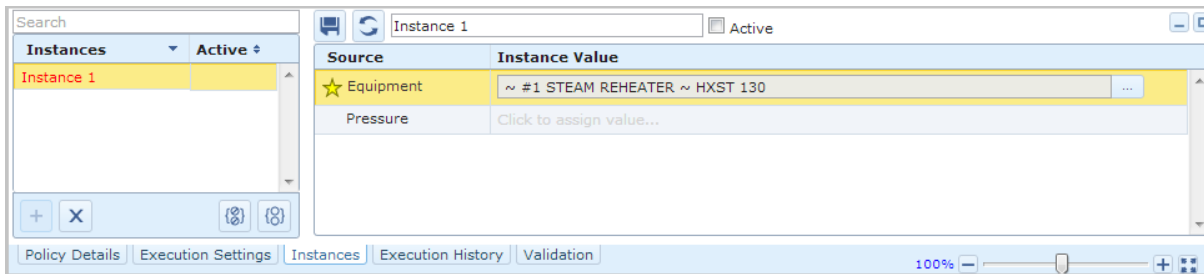 Search
Instances Active
Instance 1
Instance 1 Active
Source Instance Value
Equipment ~ #1 STEAM REHEATER ~ HXST 130 ...
Pressure Click to assign value...
Policy Details Execution Settings Instances Execution History Validation
100%